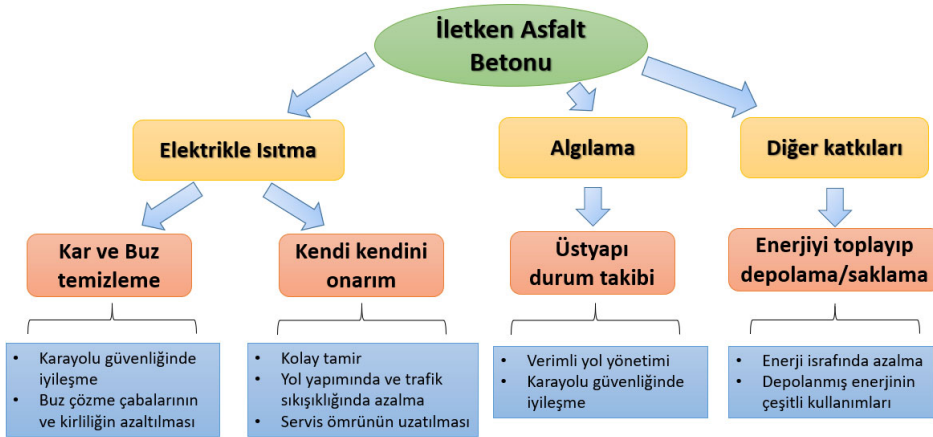 İletken Asfalt
Betonu
Elektrikle Isıtma
Algılama
Diğer katkıları
Kar ve Buz
temizleme
Kendi kendini
onarım
Üstyapı
durum takibi
Enerjiyi toplayıp
depolama/saklama
• Karayolu güvenliğinde
iyileşme
• Buz çözme çabalarının
ve kirliliğin azaltılması
• Kolay tamir
• Yol yapımında ve trafik
sıkışıklığında azalma
• Servis ömrünün uzatılması
• Verimli yol yönetimi
• Karayolu güvenliğinde
iyileşme
• Enerji israfında azalma
• Depolanmış enerjinin
çeşitli kullanımları